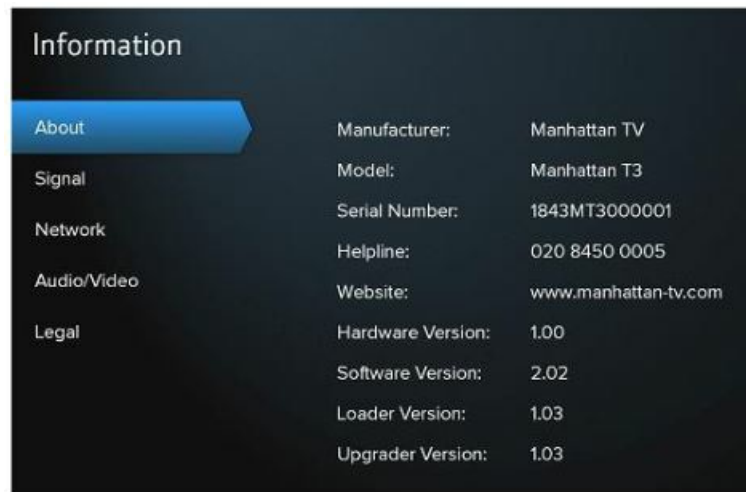 Information
About
Signal
Network
Audio/Video
Legal
Manufacturer: Manhattan TV
Model: Manhattan T3
Serial Number: 1843MT3000001
Helpline: 020 8450 0005
Website: www.manhattan-tv.com
Hardware Version: 1.00
Software Version: 2.02
Loader Version: 1.03
Upgrader Version: 1.03